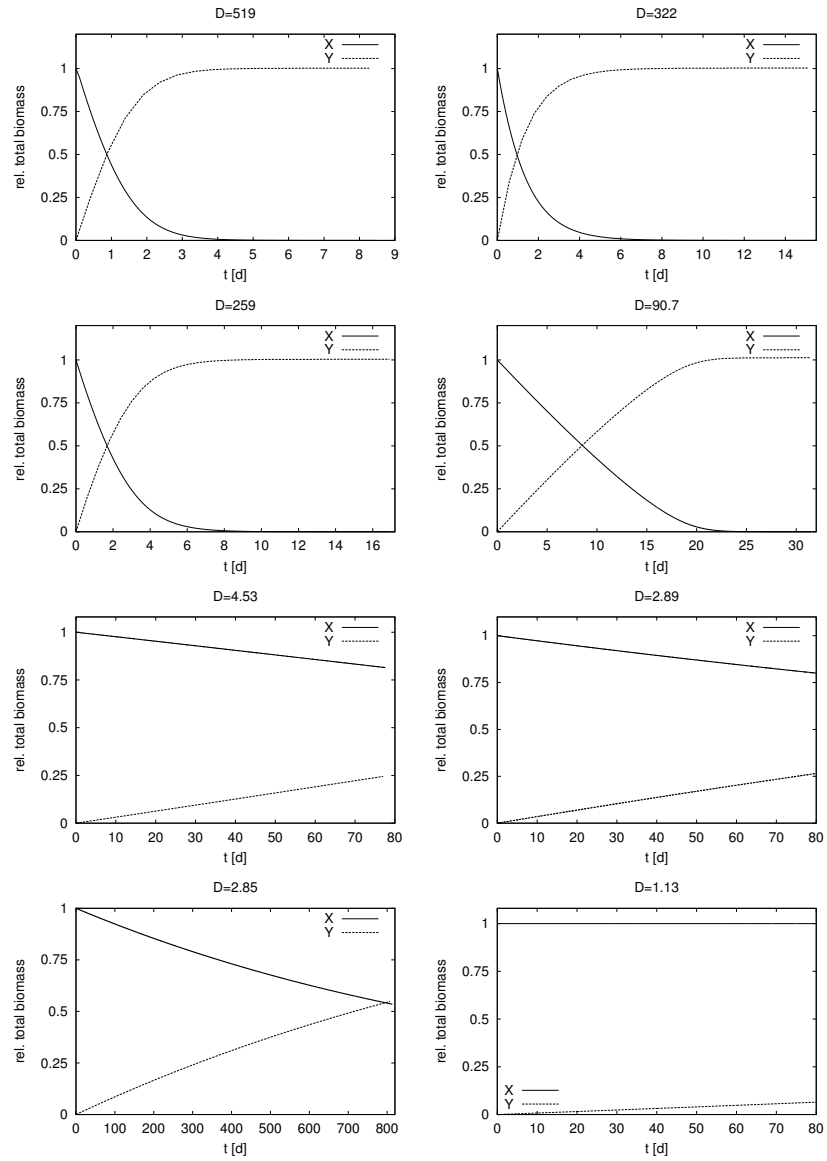 D=519
X
Y
rel. total biomass
1
0.75
0.5
0.25
0
0 1 2 3 4 5 6 7 8 9
t [d]
D=322
X
Y
rel. total biomass
1
0.75
0.5
0.25
0
0 2 4 6 8 10 12 14
t [d]
D=259
X
Y
rel. total biomass
1
0.75
0.5
0.25
0
0 2 4 6 8 10 12 14 16
t [d]
D=90.7
X
Y
rel. total biomass
1
0.75
0.5
0.25
0
0 5 10 15 20 25 30
t [d]
D=4.53
X
Y
rel. total biomass
1
0.75
0.5
0.25
0
0 10 20 30 40 50 60 70 80
t [d]
D=2.89
X
Y
rel. total biomass
1
0.75
0.5
0.25
0
0 10 20 30 40 50 60 70 80
t [d]
D=2.85
X
Y
rel. total biomass
1
0.75
0.5
0.25
0
0 100 200 300 400 500 600 700 800
t [d]
D=1.13
rel. total biomass
1
0.75
0.5
0.25
0
X
Y
0 10 20 30 40 50 60 70 80
t [d]